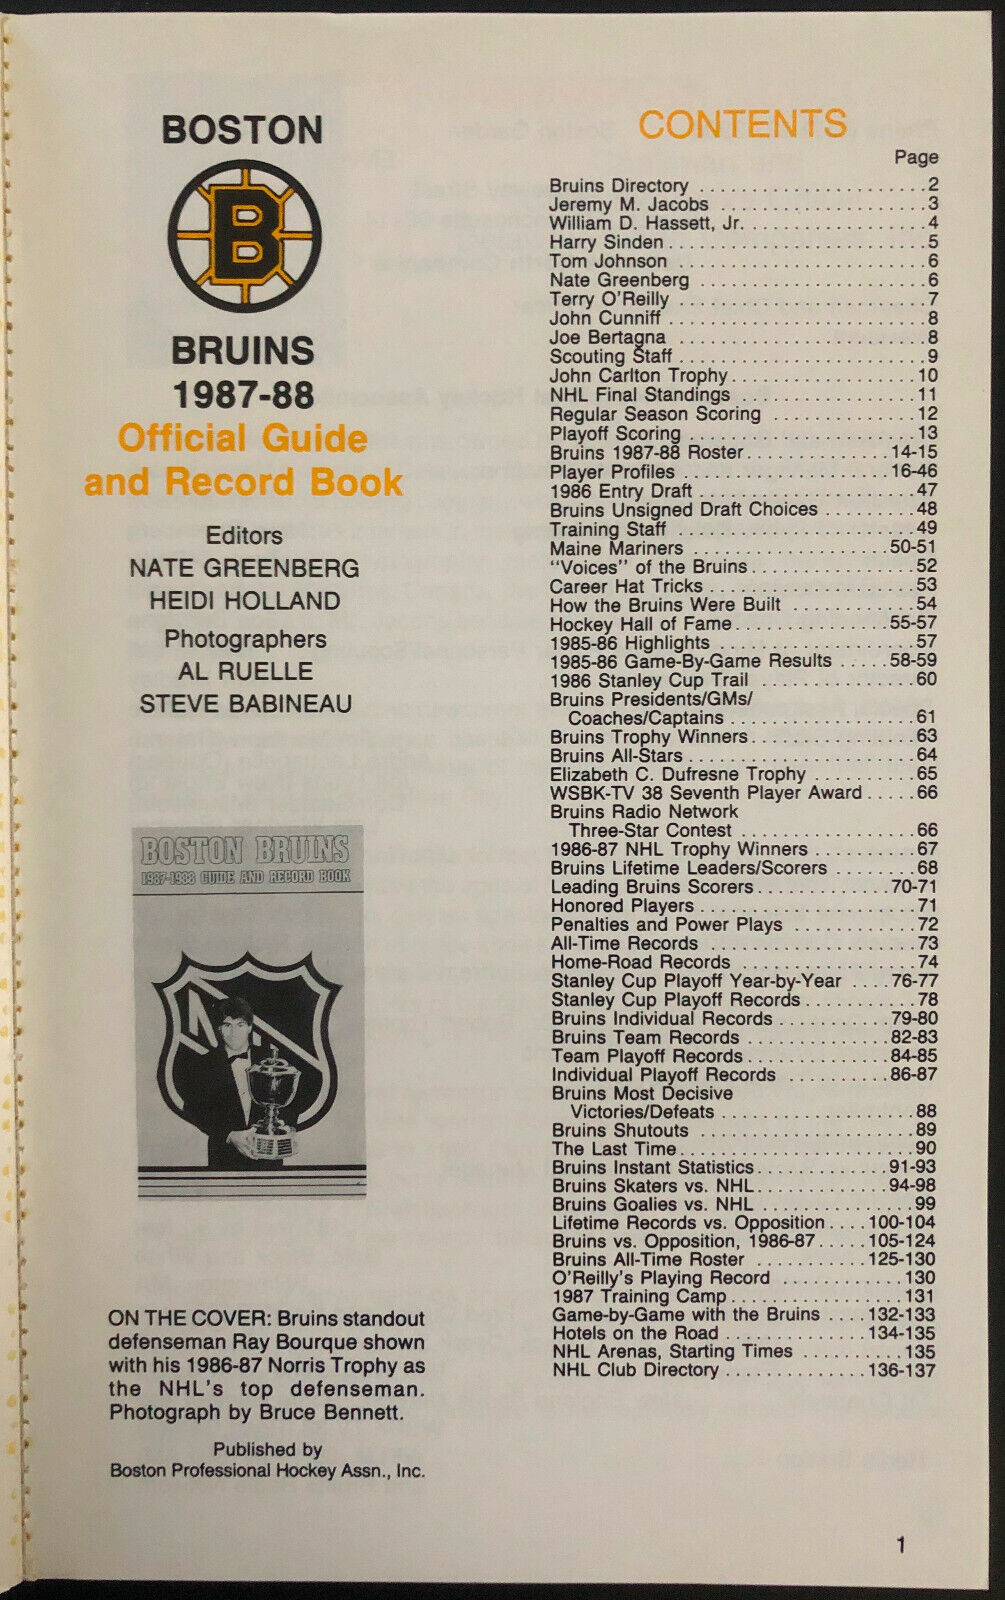 BOSTON
B
BRUINS
1987-88
Official Guide
and Record Book
Editors
NATE GREENBERG
HEIDI HOLLAND
Photographers
AL RUELLE
STEVE BABINEAU
BOSTON BRUINS
1987-1988 GUIDE AND RECORD BOOK
ON THE COVER: Bruins standout
defenseman Ray Bourque shown
with his 1986-87 Norris Trophy as
the NHL's top defenseman.
Photograph by Bruce Bennett.
Published by
Boston Professional Hockey Assn., Inc.
CONTENTS
Page
Bruins Directory . . . . . . . . . . . . . . . . . . . . . 2
Jeremy M. Jacobs . . . . . . . . . . . . . . . . . . . 3
William D. Hassett, Jr. . . . . . . . . . . . . . . . . . 4
Harry Sinden . . . . . . . . . . . . . . . . . . . . . . . . 5
Tom Johnson . . . . . . . . . . . . . . . . . . . . . . . 6
Nate Greenberg . . . . . . . . . . . . . . . . . . . . . 6
Terry O'Reilly . . . . . . . . . . . . . . . . . . . . . . . 7
John Cunniff . . . . . . . . . . . . . . . . . . . . . . . . 8
Joe Bertagna . . . . . . . . . . . . . . . . . . . . . . . 8
Scouting Staff . . . . . . . . . . . . . . . . . . . . . . . 9
John Carlton Trophy . . . . . . . . . . . . . . . . . 10
NHL Final Standings . . . . . . . . . . . . . . . . . 11
Regular Season Scoring . . . . . . . . . . . . . 12
Playoff Scoring . . . . . . . . . . . . . . . . . . . . . 13
Bruins 1987-88 Roster . . . . . . . . . . . . . 14-15
Player Profiles . . . . . . . . . . . . . . . . . . . 16-46
1986 Entry Draft . . . . . . . . . . . . . . . . . . . . 47
Bruins Unsigned Draft Choices . . . . . . . . 48
Training Staff . . . . . . . . . . . . . . . . . . . . . . 49
Maine Mariners . . . . . . . . . . . . . . . . . . 50-51
"Voices" of the Bruins . . . . . . . . . . . . . . . 52
Career Hat Tricks . . . . . . . . . . . . . . . . . . . 53
How the Bruins Were Built . . . . . . . . . . . 54
Hockey Hall of Fame . . . . . . . . . . . . . . 55-57
1985-86 Highlights . . . . . . . . . . . . . . . . . . 57
1985-86 Game-By-Game Results . . . . . 58-59
1986 Stanley Cup Trail . . . . . . . . . . . . . . 60
Bruins Presidents/GMs/
Coaches/Captains . . . . . . . . . . . . . . . . . 61
Bruins Trophy Winners . . . . . . . . . . . . . . . 63
Bruins All-Stars . . . . . . . . . . . . . . . . . . . . . 64
Elizabeth C. Dufresne Trophy . . . . . . . . . 65
WSBK-TV 38 Seventh Player Award . . . . . 66
Bruins Radio Network
Three-Star Contest . . . . . . . . . . . . . . . . 66
1986-87 NHL Trophy Winners . . . . . . . . . 67
Bruins Lifetime Leaders/Scorers . . . . . . . 68
Leading Bruins Scorers . . . . . . . . . . . . 70-71
Honored Players . . . . . . . . . . . . . . . . . . . . 71
Penalties and Power Plays . . . . . . . . . . . 72
All-Time Records . . . . . . . . . . . . . . . . . . . 73
Home-Road Records . . . . . . . . . . . . . . . . 74
Stanley Cup Playoff Year-by-Year . . . . 76-77
Stanley Cup Playoff Records . . . . . . . . . . 78
Bruins Individual Records . . . . . . . . . . 79-80
Bruins Team Records . . . . . . . . . . . . . 82-83
Team Playoff Records . . . . . . . . . . . . . 84-85
Individual Playoff Records . . . . . . . . . 86-87
Bruins Most Decisive
Victories/Defeats . . . . . . . . . . . . . . . . . . 88
Bruins Shutouts . . . . . . . . . . . . . . . . . . . . 89
The Last Time . . . . . . . . . . . . . . . . . . . . . . 90
Bruins Instant Statistics . . . . . . . . . . . . 91-93
Bruins Skaters vs. NHL . . . . . . . . . . . . 94-98
Bruins Goalies vs. NHL . . . . . . . . . . . . . . 99
Lifetime Records vs. Opposition . . . . 100-104
Bruins vs. Opposition, 1986-87 . . . . . 105-124
Bruins All-Time Roster . . . . . . . . . . . 125-130
O'Reilly's Playing Record . . . . . . . . . . . . 130
1987 Training Camp . . . . . . . . . . . . . . . . 131
Game-by-Game with the Bruins . . . . 132-133
Hotels on the Road . . . . . . . . . . . . . 134-135
NHL Arenas, Starting Times . . . . . . . . . . 135
NHL Club Directory . . . . . . . . . . . . . 136-137
1